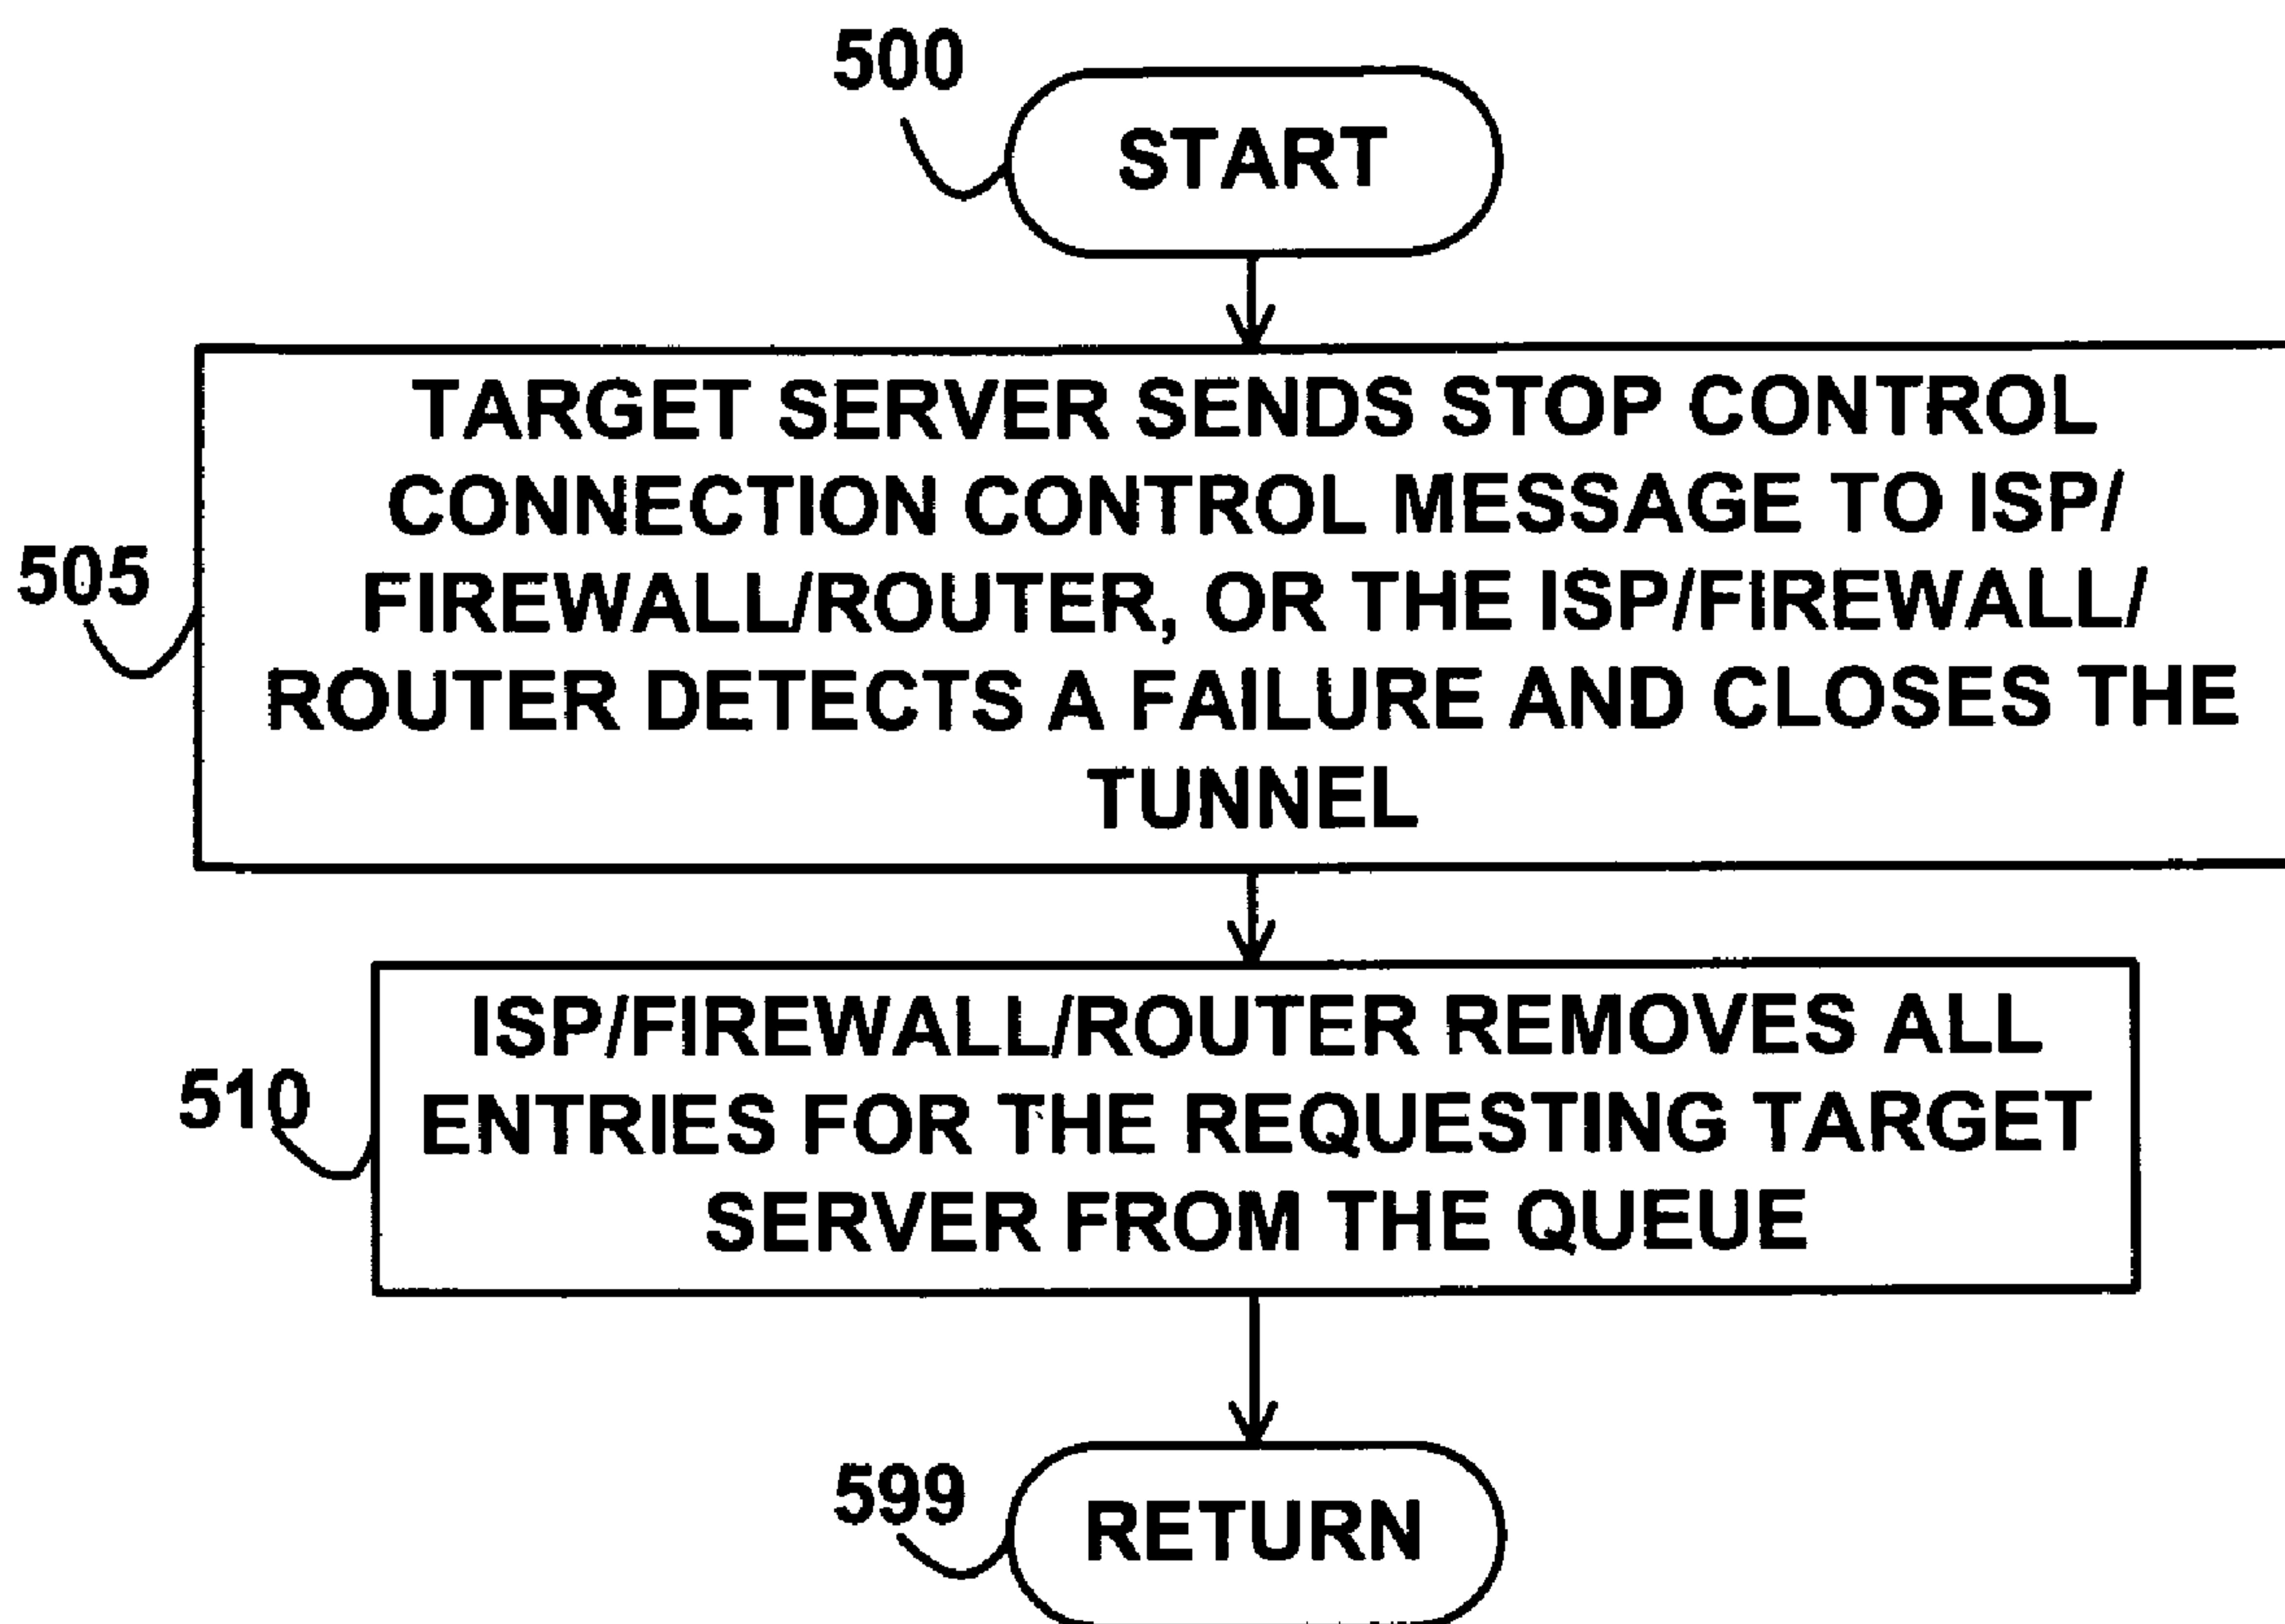 500
START
TARGET SERVER SENDS STOP CONTROL
CONNECTION CONTROL MESSAGE TO ISP/
FIREWALL/ROUTER, OR THE ISP/FIREWALL/
ROUTER DETECTS A FAILURE AND CLOSES THE
TUNNEL
505
ISP/FIREWALL/ROUTER REMOVES ALL
ENTRIES FOR THE REQUESTING TARGET
SERVER FROM THE QUEUE
510
599
RETURN